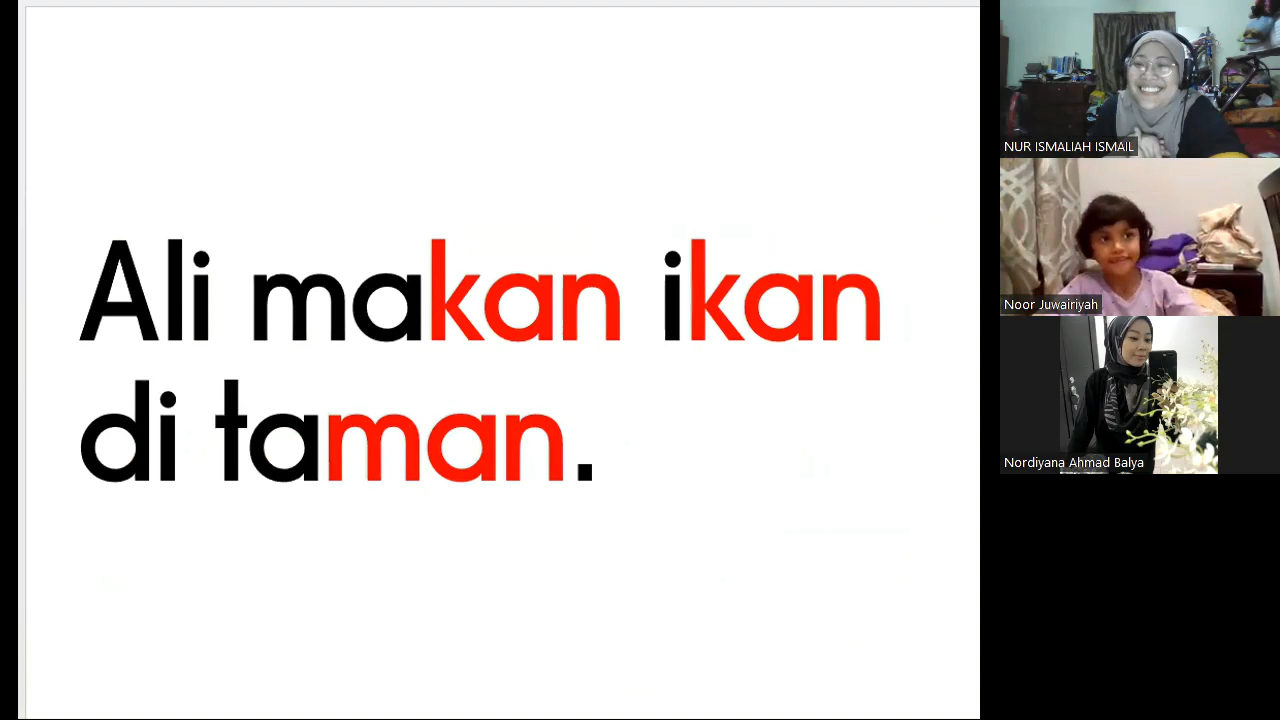 Ali makan ikan
di taman.
NUR ISMALIAH ISMAIL
Noor Juwairiyah
Nordiyana Ahmad Balya